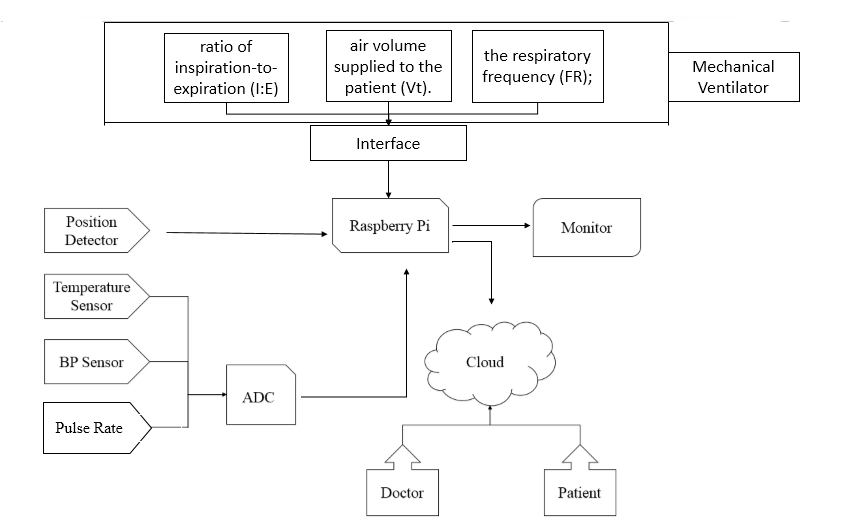 ratio of
inspiration-to-
expiration (I:E)
air volume
supplied to the
patient (Vt).
the respiratory
frequency (FR);
Mechanical
Ventilator
Interface
Position
Detector
Raspberry Pi
Monitor
Temperature
Sensor
BP Sensor
Cloud
ADC
Pulse Rate
Doctor
Patient